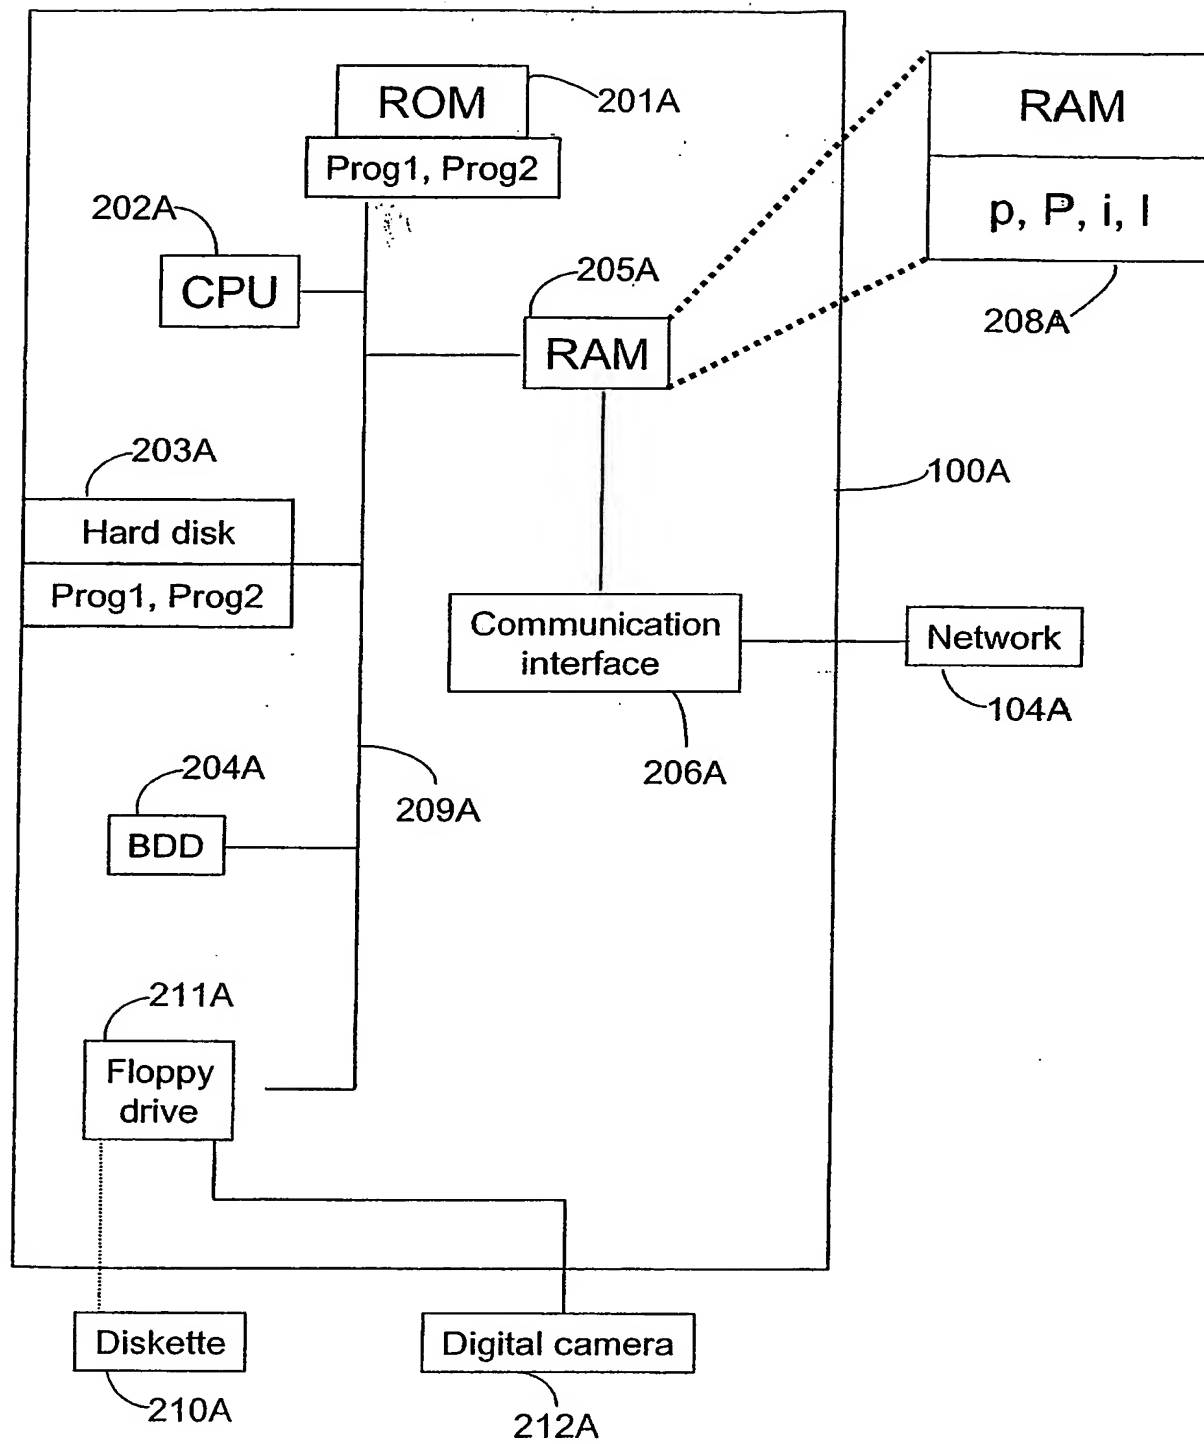 ROM
201A
Prog1, Prog2
RAM
p, P, i, I
208A
202A
CPU
205A
RAM
203A
Hard disk
Prog1, Prog2
100A
Communication
interface
206A
Network
104A
204A
BDD
209A
211A
Floppy
drive
Diskette
210A
Digital camera
212A